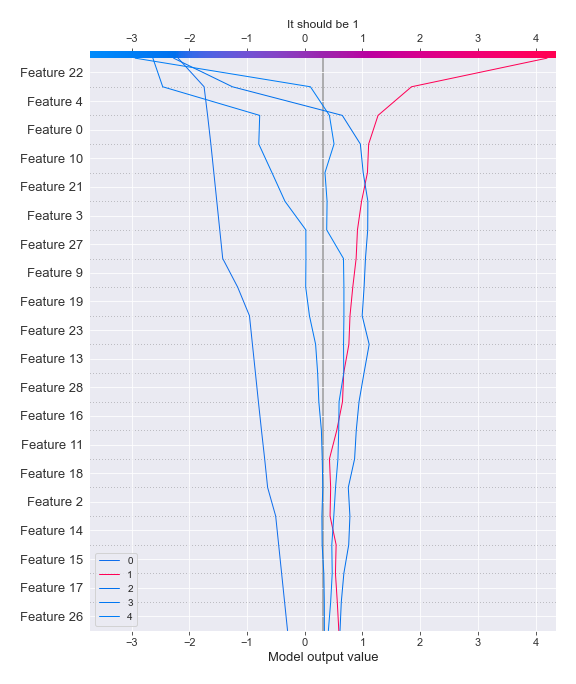 It should be 1
−3 −2 −1 0 1 2 3 4
Feature 22
Feature 4
Feature 0
Feature 10
Feature 21
Feature 3
Feature 27
Feature 9
Feature 19
Feature 23
Feature 13
Feature 28
Feature 16
Feature 11
Feature 18
Feature 2
Feature 14
Feature 15
Feature 17
Feature 26
0
1
2
3
4
−3 −2 −1 0 1 2 3 4
Model output value